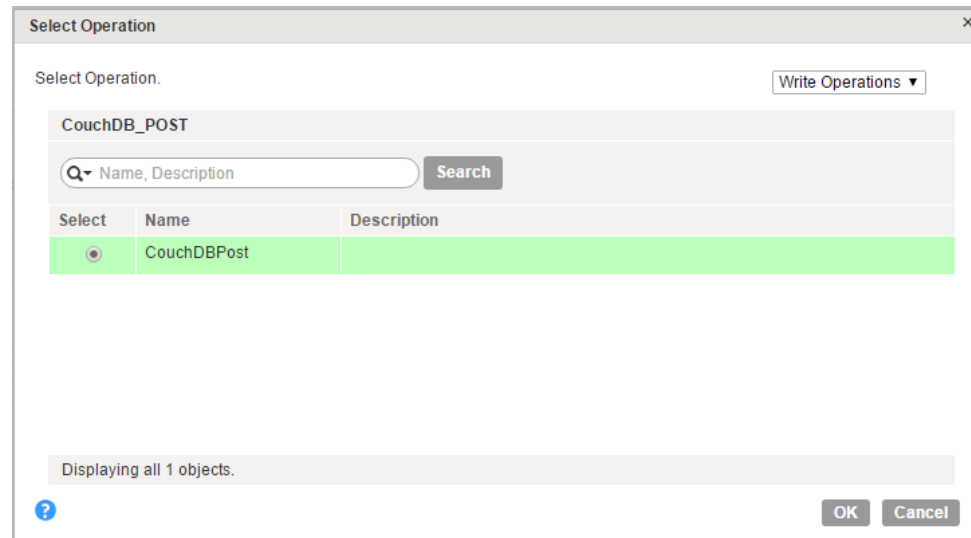 Select Operation
Select Operation.
Write Operations
CouchDB_POST
Name, Description
Search
Select Name Description
CouchDBPost
Displaying all 1 objects.
OK Cancel